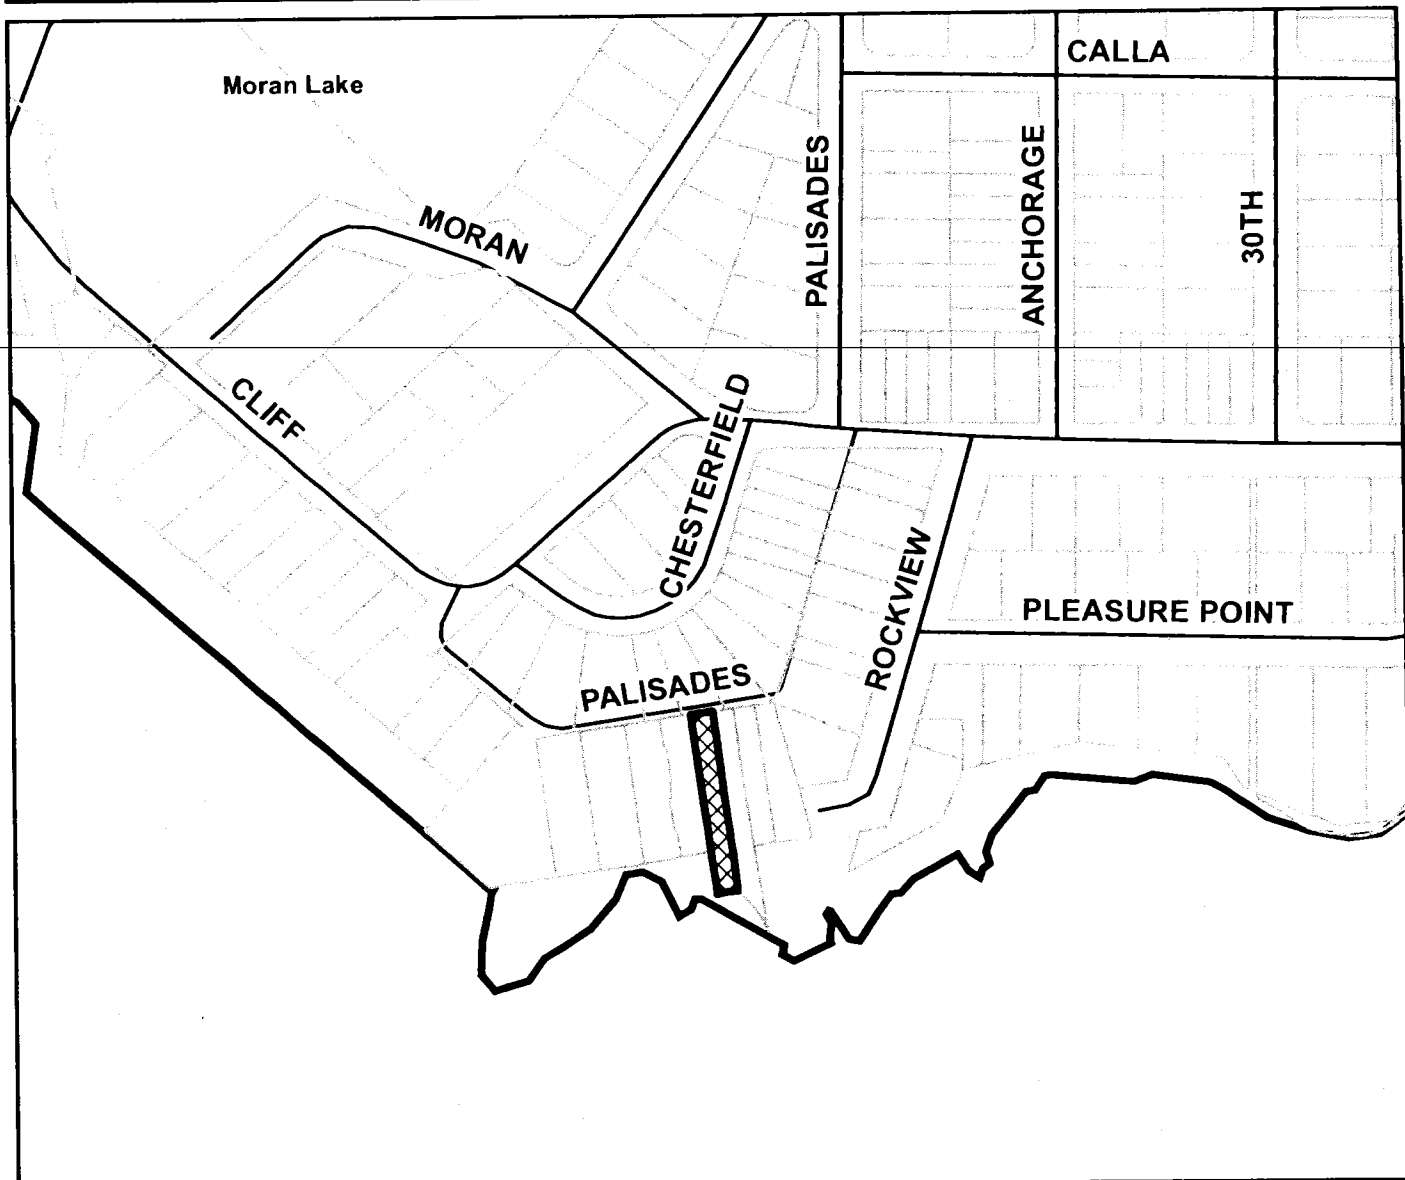 CALLA
Moran Lake
PALISADES
ANCHORAGE
30TH
MORAN
CLIFF
CHESTERFIELD
ROCKVIEW
PLEASURE POINT
PALISADES